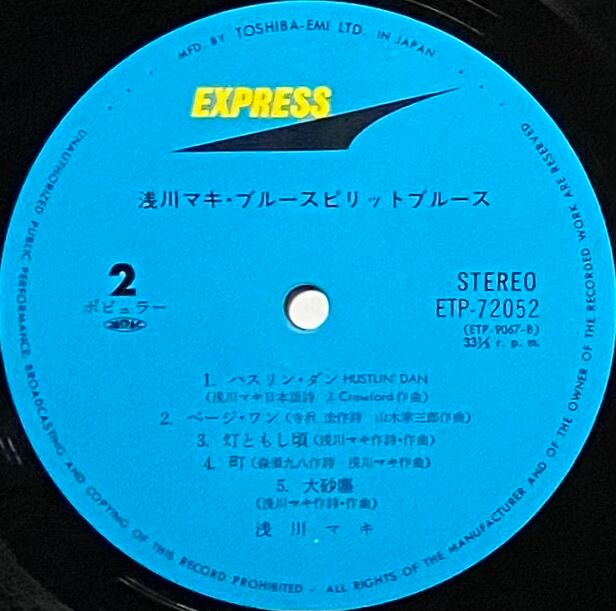 MFD. BY TOSHIBA-EMI LTD. IN JAPAN
EXPRESS
浅川マキ・ブルースピリットブルース
2
ポピュラー
STEREO
ETP-72052
(ETP-9067-B)
33⅓ r. p. m.
1. ハスリン・ダン HUSTLIN' DAN
(浅川マキ日本語詩 J. Crawford作曲)
2. ページ・ワン (寺沢 作詩 山木幸三郎作曲)
3. 灯ともし頃 (浅川マキ作詩・作曲)
4. 町 (作詩 浅川マキ作曲)
5. 大砂塵
(浅川マキ作詩・作曲)
浅川マキ
UNAUTHORIZED PUBLIC PERFORMANCE, BROADCASTING AND COPYING OF THIS RECORD PROHIBITED - ALL RIGHTS OF THE MANUFACTURER AND OF THE OWNER OF THE RECORDED WORK ARE RESERVED